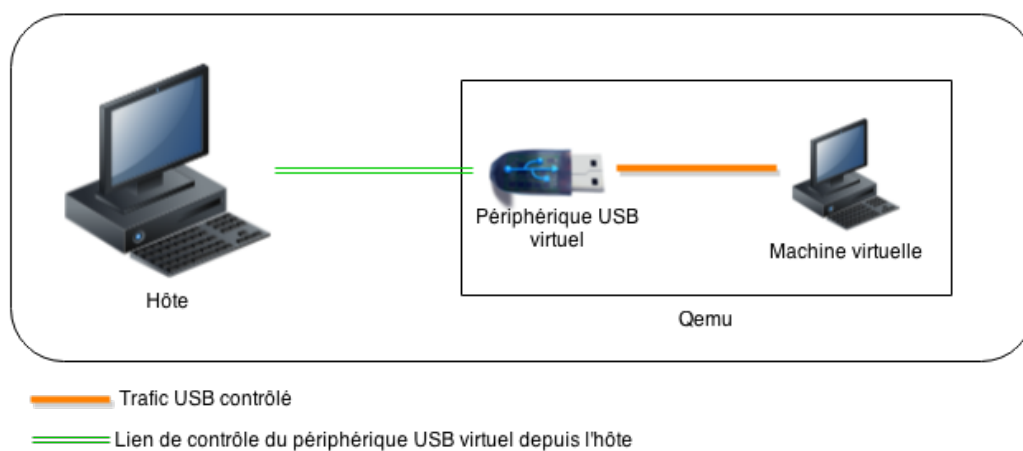 Périphérique USB
virtuel
Machine virtuelle
Hôte
Qemu
Trafic USB contrôlé
Lien de contrôle du périphérique USB virtuel depuis l'hôte